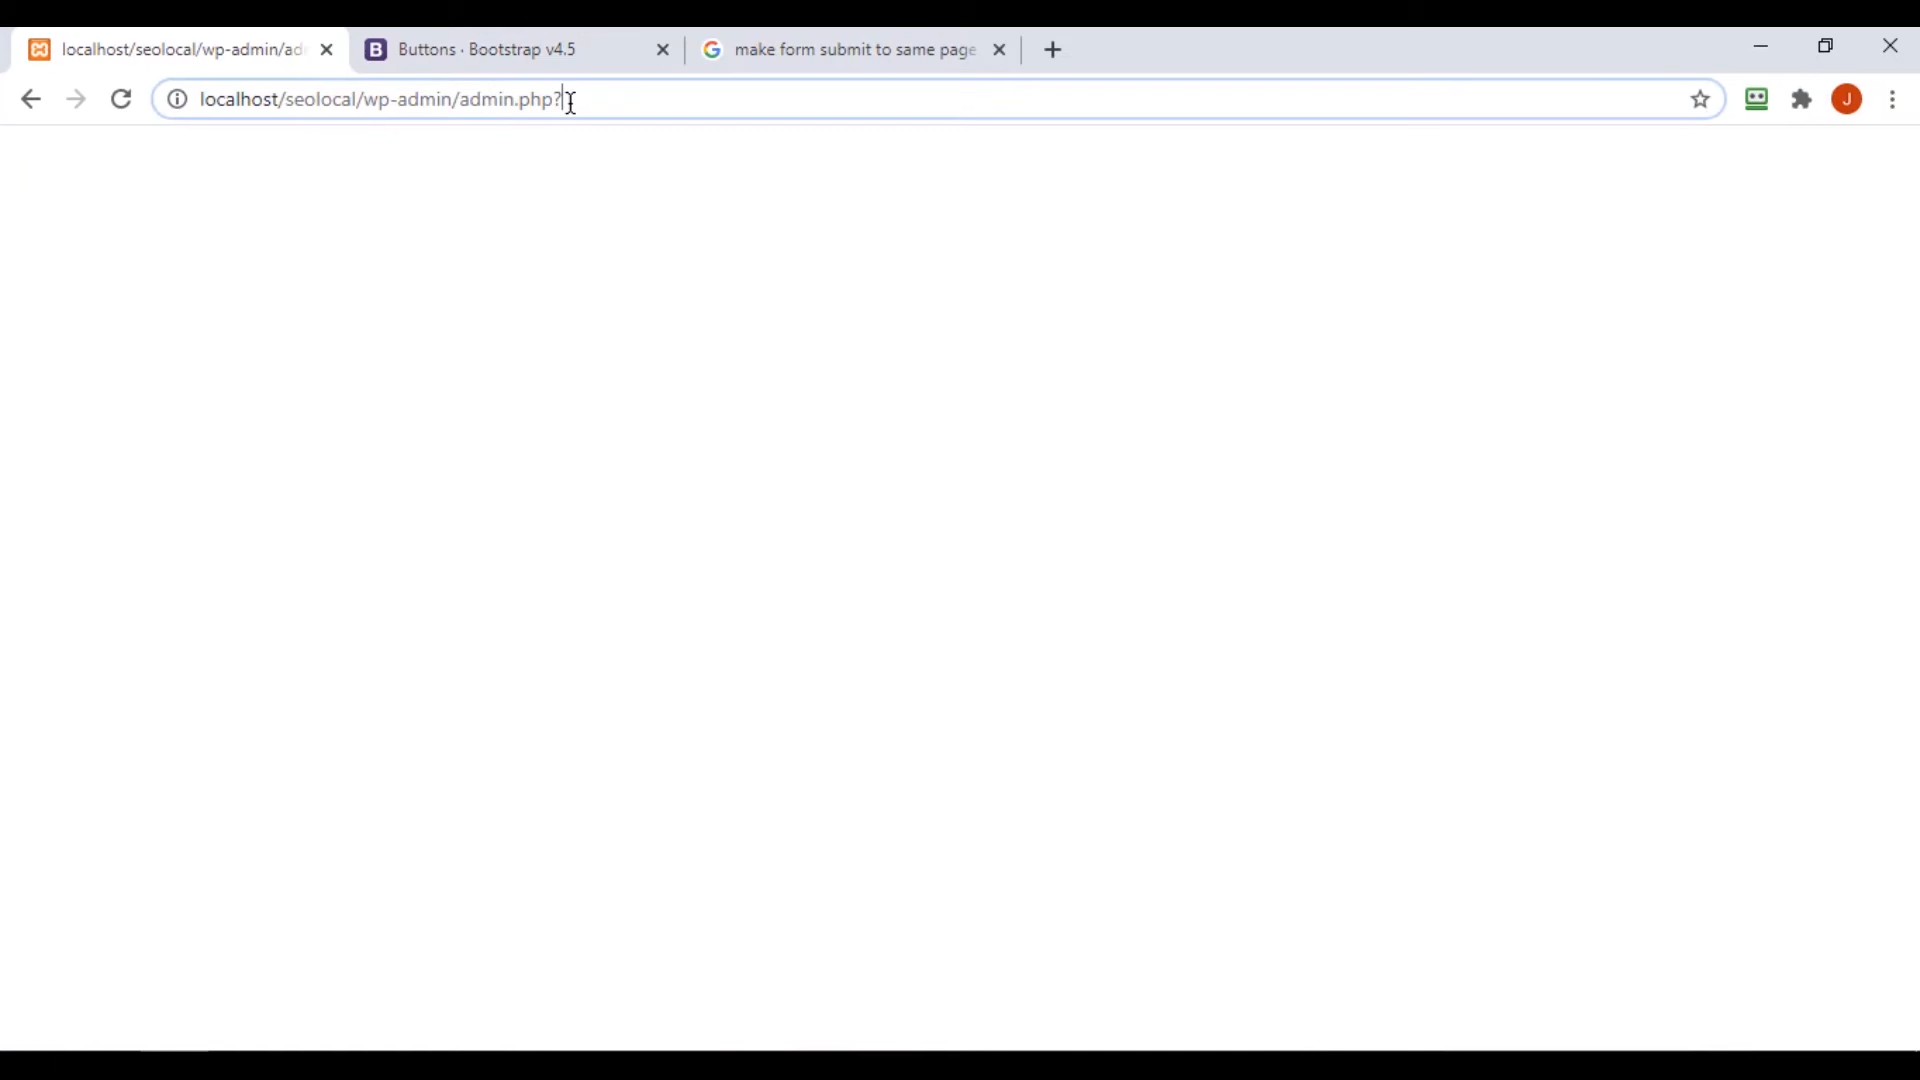 localhost/seolocal/wp-admin/ad
Buttons · Bootstrap v4.5
make form submit to same page
localhost/seolocal/wp-admin/admin.php?
J